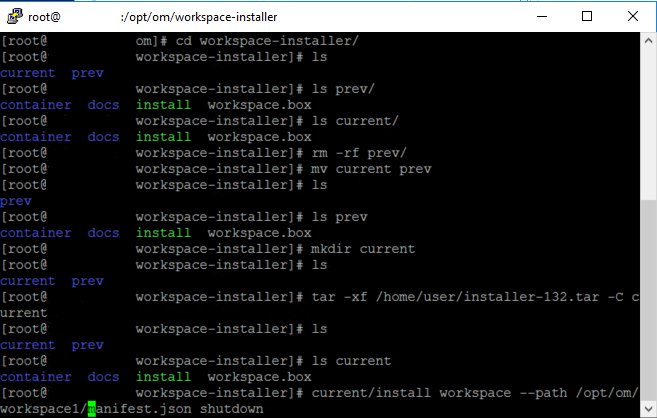 root@ :/opt/om/workspace-installer
[root@ om]# cd workspace-installer/
[root@ workspace-installer]# ls
current prev
[root@ workspace-installer]# ls prev/
container docs install workspace.box
[root@ workspace-installer]# ls current/
container docs install workspace.box
[root@ workspace-installer]# rm -rf prev/
[root@ workspace-installer]# mv current prev
[root@ workspace-installer]# ls
prev
[root@ workspace-installer]# ls prev
container docs install workspace.box
[root@ workspace-installer]# mkdir current
[root@ workspace-installer]# ls
current prev
[root@ workspace-installer]# tar -xf /home/user/installer-132.tar -C c
urrent
[root@ workspace-installer]# ls
current prev
[root@ workspace-installer]# ls current
container docs install workspace.box
[root@ workspace-installer]# current/install workspace --path /opt/om/
workspace1/manifest.json shutdown